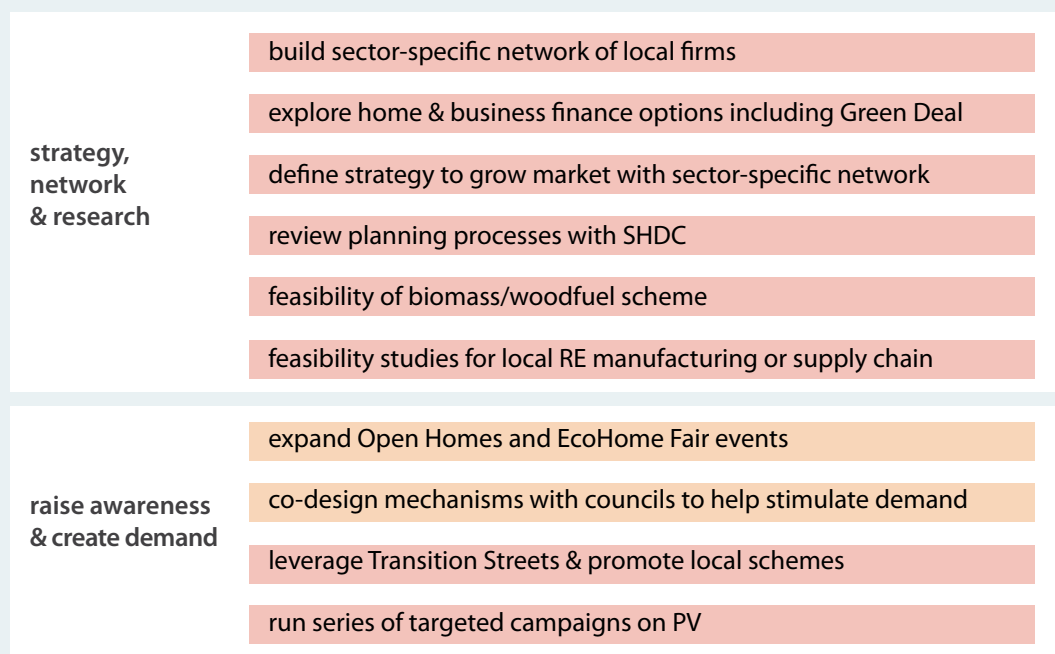 build sector-specific network of local firms
explore home & business finance options including Green Deal
strategy,
network
& research
define strategy to grow market with sector-specific network
review planning processes with SHDC
feasibility of biomass/woodfuel scheme
feasibility studies for local RE manufacturing or supply chain
expand Open Homes and EcoHome Fair events
raise awareness
& create demand
co-design mechanisms with councils to help stimulate demand
leverage Transition Streets & promote local schemes
run series of targeted campaigns on PV